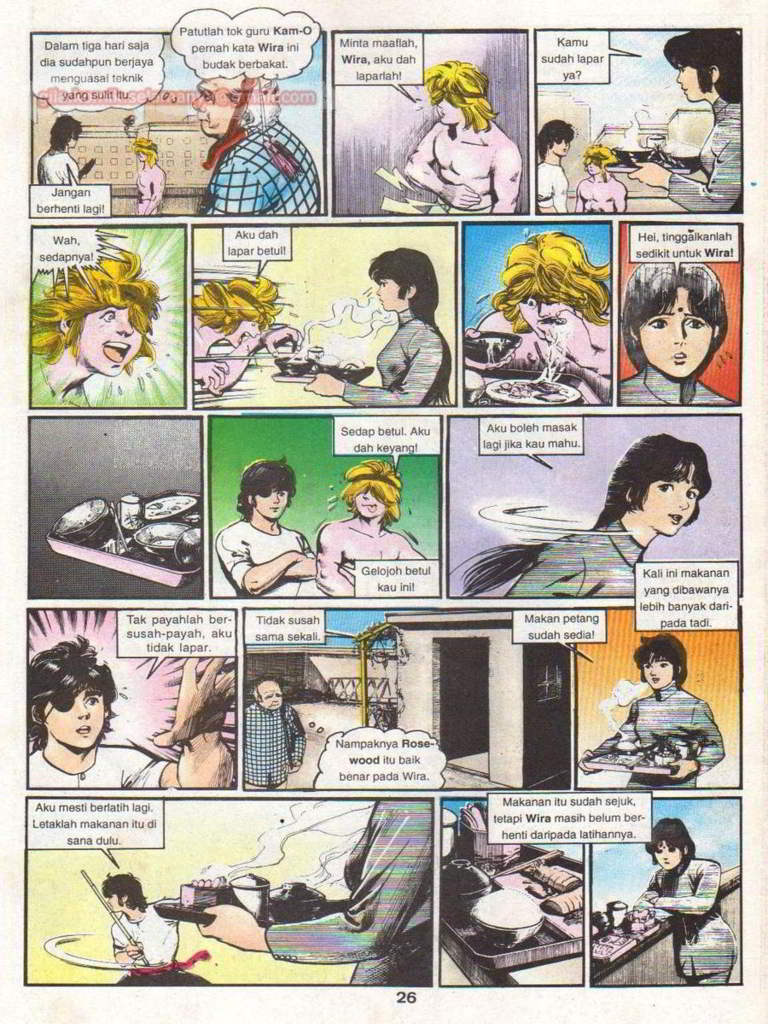 Dalam tiga hari saja
dia sudahpun berjaya
menguasai teknik
yang sulit itu.
Patutlah tok guru Kam-O
pernah kata Wira ini
budak berbakat.
Jangan
berhenti lagi!
Minta maaflah,
Wira, aku dah
laparlah!
Kamu
sudah lapar
ya?
Wah,
sedapnya!
Aku dah
lapar betul!
Hei, tinggalkanlah
sedikit untuk Wira!
Sedap betul. Aku
dah keyang!
Gelojoh betul
kau ini!
Aku boleh masak
lagi jika kau mahu.
Kali ini makanan
yang dibawanya
lebih banyak dari-
pada tadi.
Tak payahlah ber-
susah-payah, aku
tidak lapar.
Tidak susah
sama sekali.
Nampaknya Rose-
wood itu baik
benar pada Wira.
Makan petang
sudah sedia!
Aku mesti berlatih lagi.
Letaklah makanan itu di
sana dulu.
Makanan itu sudah sejuk,
tetapi Wira masih belum ber-
henti daripada latihannya.
26